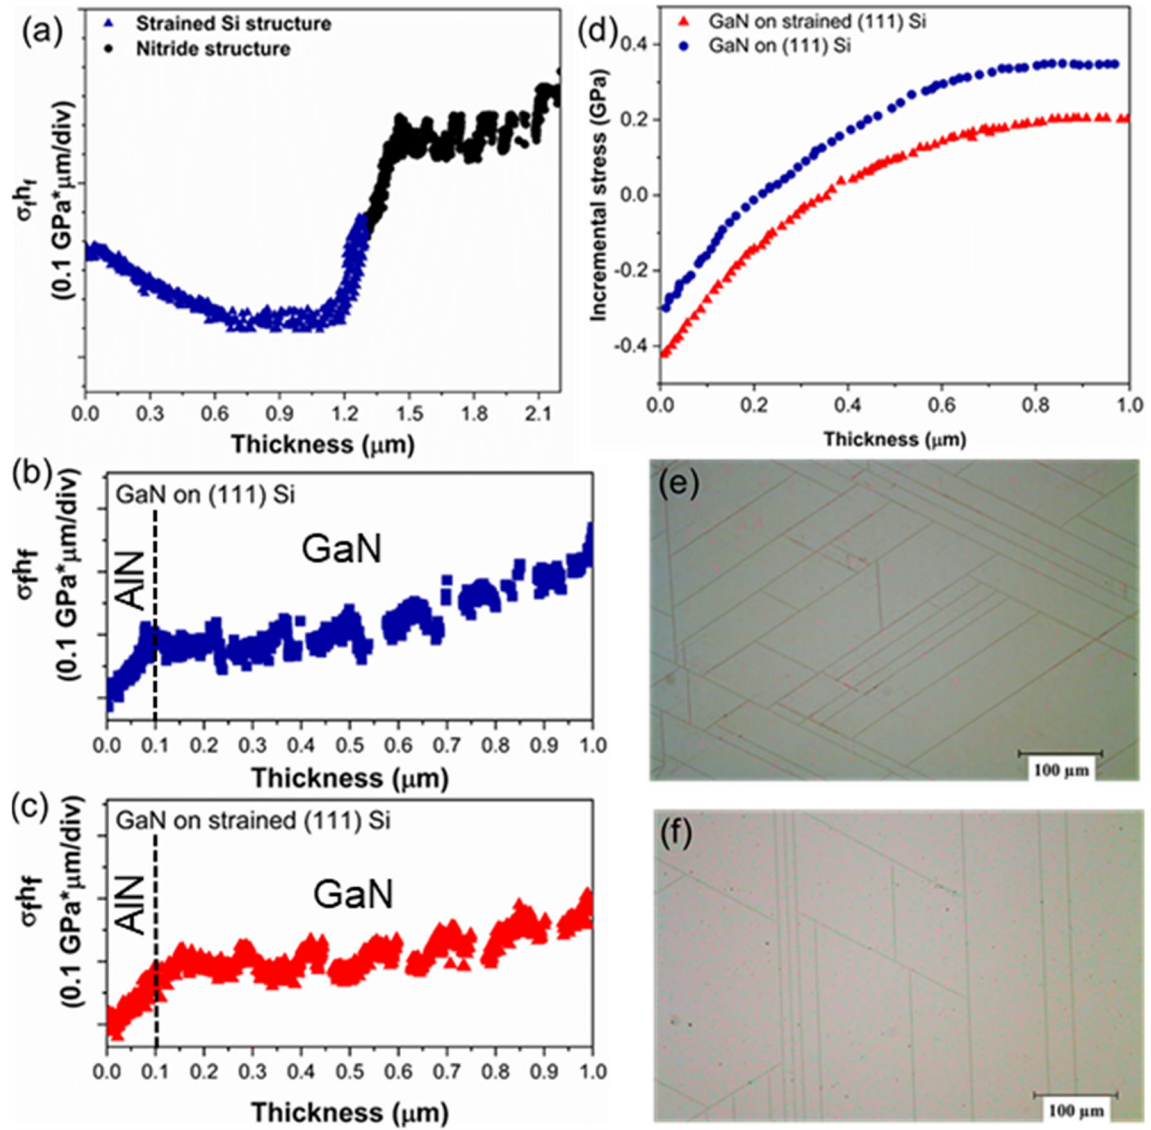 (a)
Strained Si structure
Nitride structure
σfhf
(0.1 GPa*μm/div)
0.0 0.3 0.6 0.9 1.2 1.5 1.8 2.1
Thickness (μm)
(d)
GaN on strained (111) Si
GaN on (111) Si
Incremental stress (GPa)
0.4
0.2
0.0
-0.2
-0.4
0.0 0.2 0.4 0.6 0.8 1.0
Thickness (μm)
(b)
GaN on (111) Si
AlN
GaN
σfhf
(0.1 GPa*μm/div)
0.0 0.1 0.2 0.3 0.4 0.5 0.6 0.7 0.8 0.9 1.0
Thickness (μm)
(c)
GaN on strained (111) Si
AlN
GaN
σfhf
(0.1 GPa*μm/div)
0.0 0.1 0.2 0.3 0.4 0.5 0.6 0.7 0.8 0.9 1.0
Thickness (μm)
(e)
100 μm
(f)
100 μm